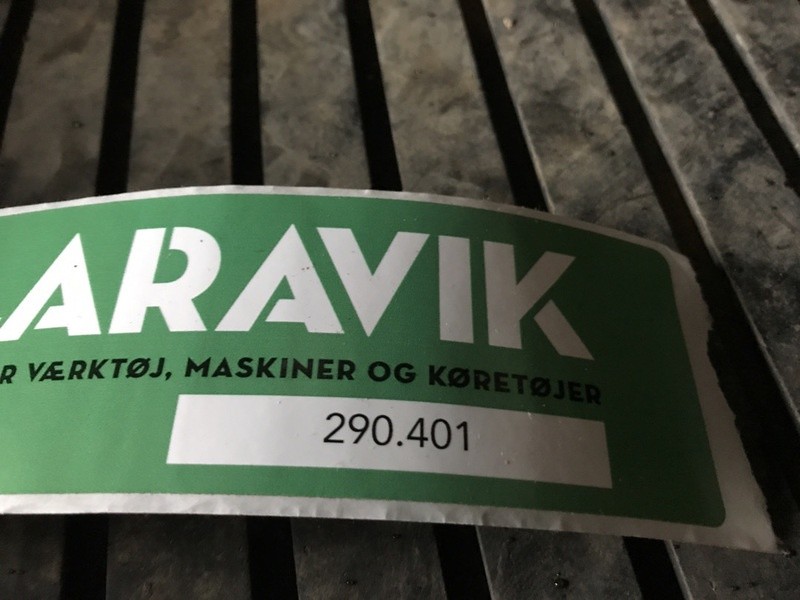 ARAVIK
R VÆRKTØJ, MASKINER OG KØRETØJER
290.401